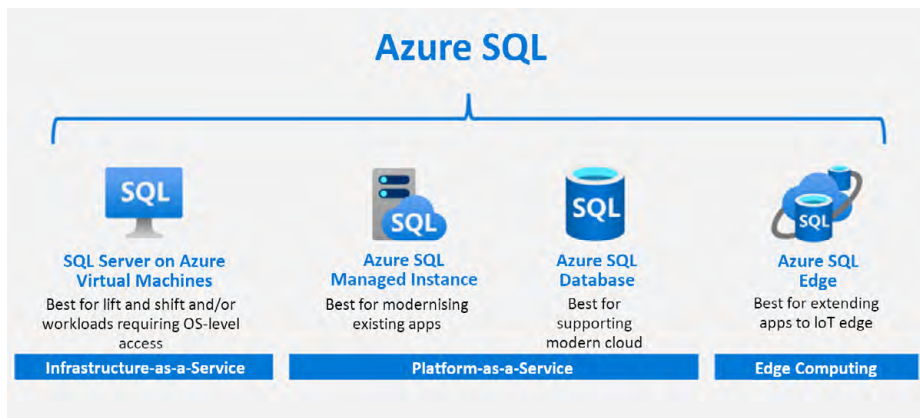 Azure SQL
SQL
SQL Server on Azure
Virtual Machines
Best for lift and shift and/or
workloads requiring OS-level
access
Infrastructure-as-a-Service
SQL
Azure SQL
Managed Instance
Best for modernising
existing apps
SQL
Azure SQL
Database
Best for
supporting
modern cloud
Platform-as-a-Service
SQL
Azure SQL
Edge
Best for extending
apps to IoT edge
Edge Computing